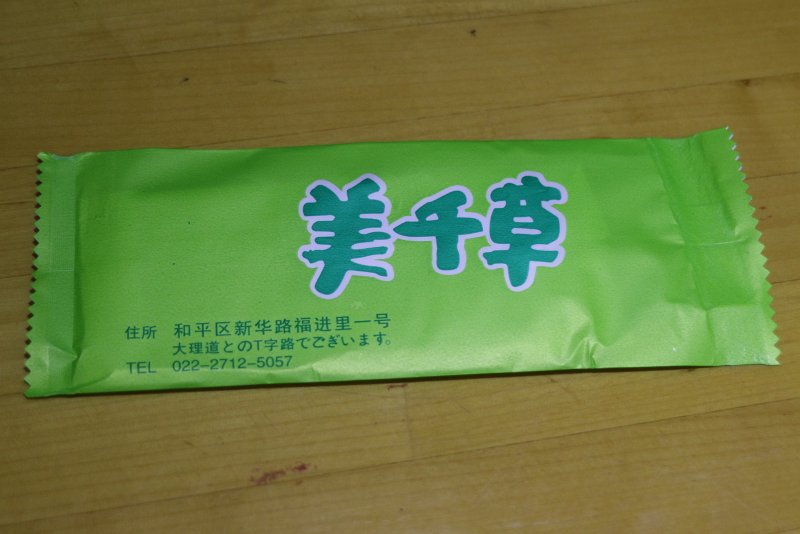 美千草
住所 和平区新华路福进里一号
大理道とのT字路でごぎいます。
TEL 022-2712-5057